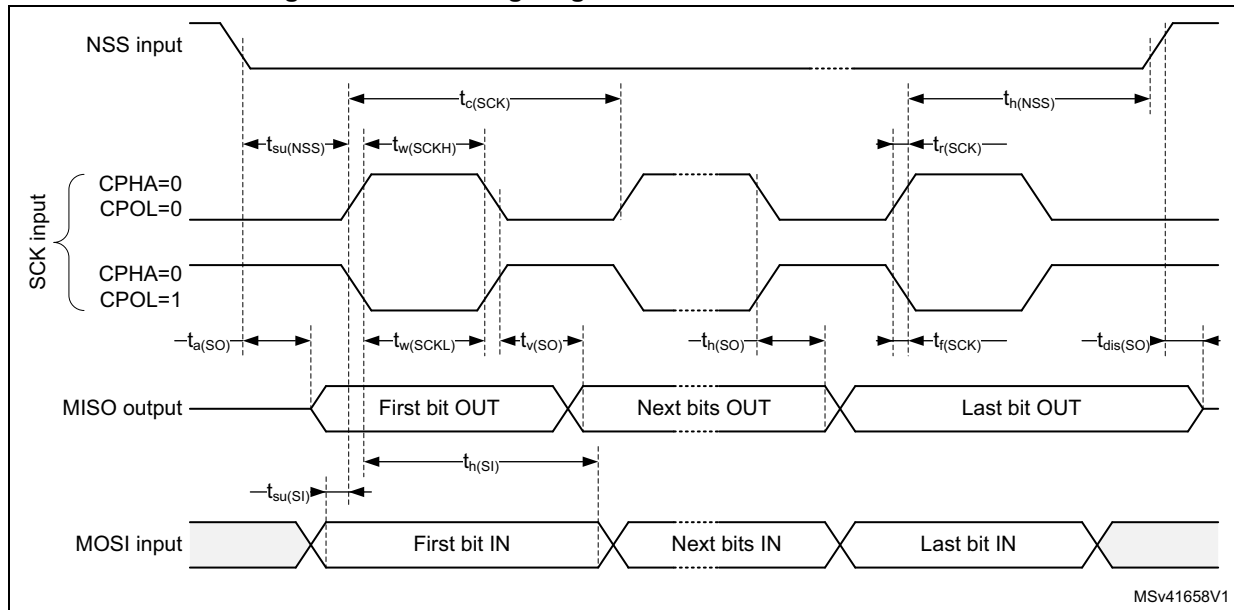 NSS input
tc(SCK)
th(NSS)
tsu(NSS)
tw(SCKH)
tr(SCK)
SCK input
CPHA=0
CPOL=0
CPHA=0
CPOL=1
ta(SO)
tw(SCKL)
tv(SO)
th(SO)
tf(SCK)
tdis(SO)
MISO output
First bit OUT
Next bits OUT
Last bit OUT
th(SI)
tsu(SI)
MOSI input
First bit IN
Next bits IN
Last bit IN
MSv41658V1